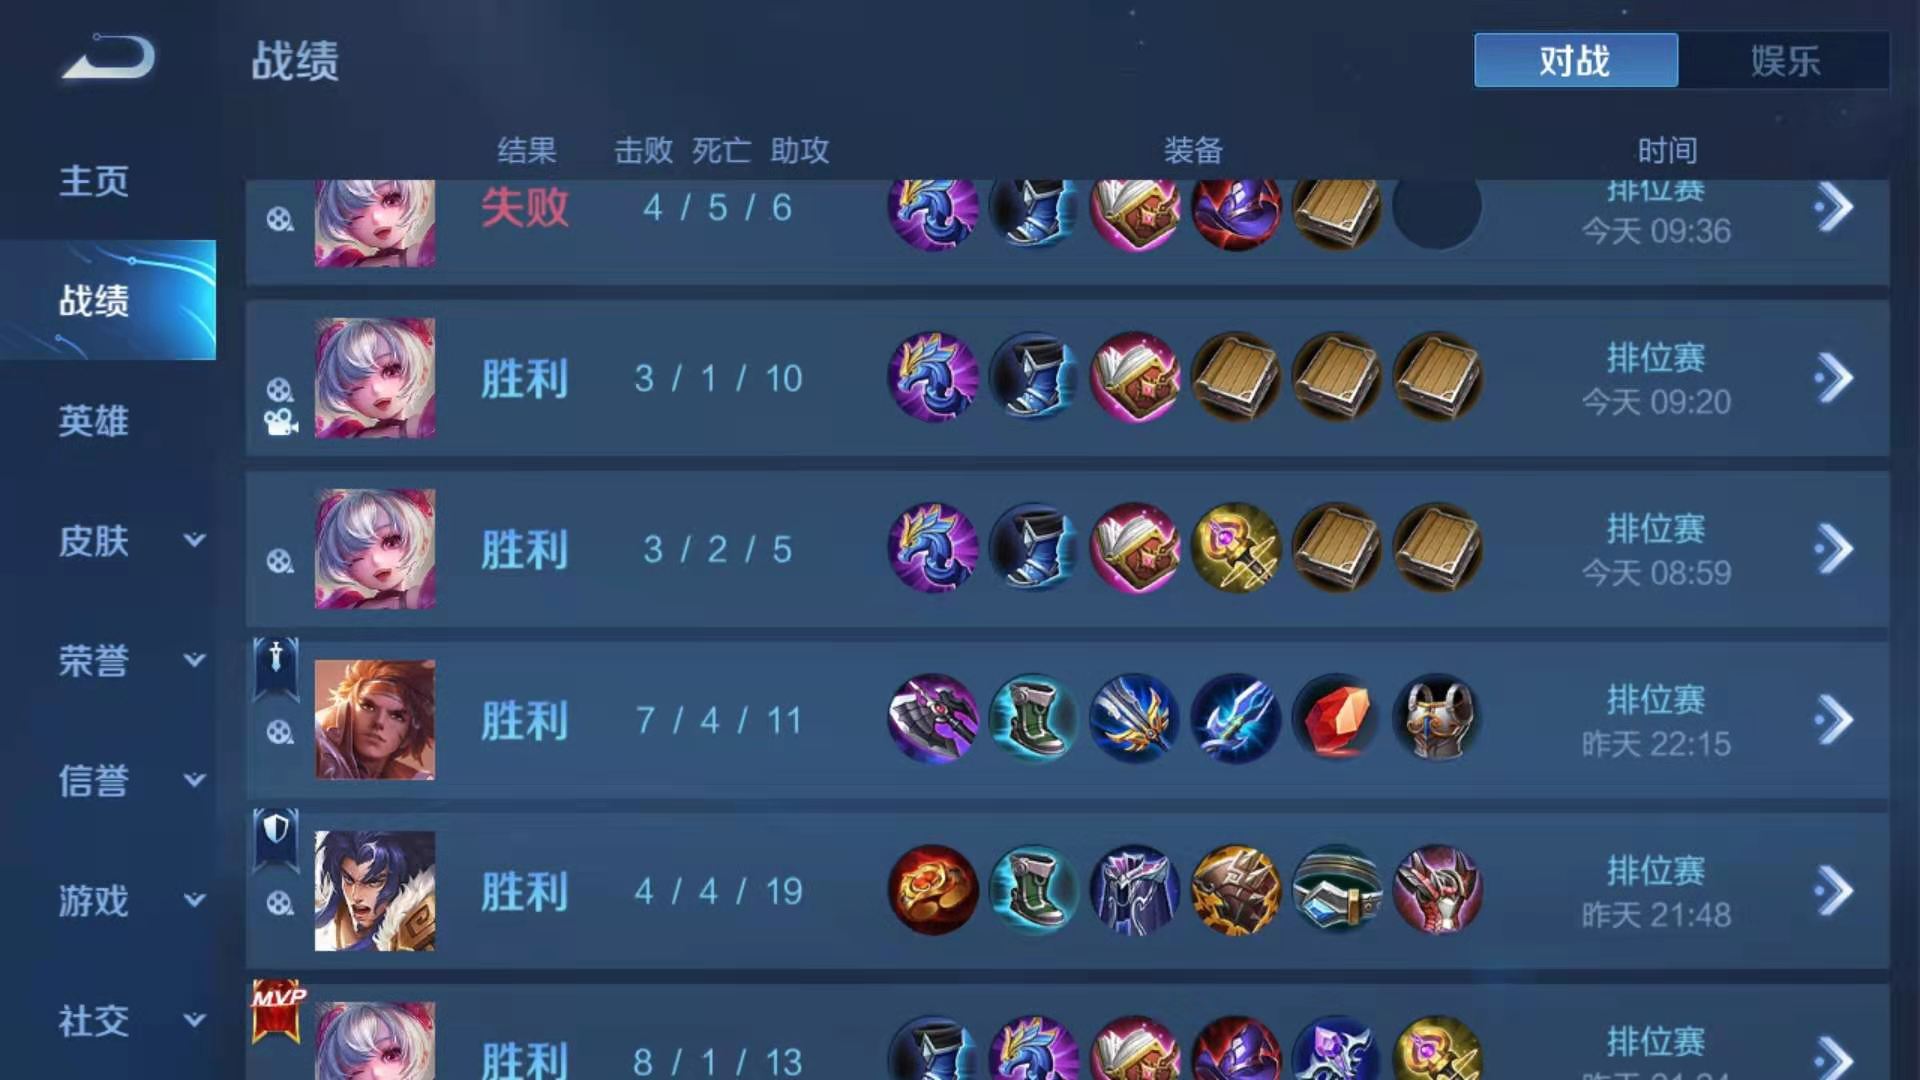 战绩
对战
娱乐
结果 击败 死亡 助攻 装备 时间
主页
战绩
英雄
皮肤
荣誉
信誉
游戏
社交
失败 4 / 5 / 6 排位赛
今天 09:36
胜利 3 / 1 / 10 排位赛
今天 09:20
胜利 3 / 2 / 5 排位赛
今天 08:59
胜利 7 / 4 / 11 排位赛
昨天 22:15
胜利 4 / 4 / 19 排位赛
昨天 21:48
MVP
胜利 8 / 1 / 13 排位赛